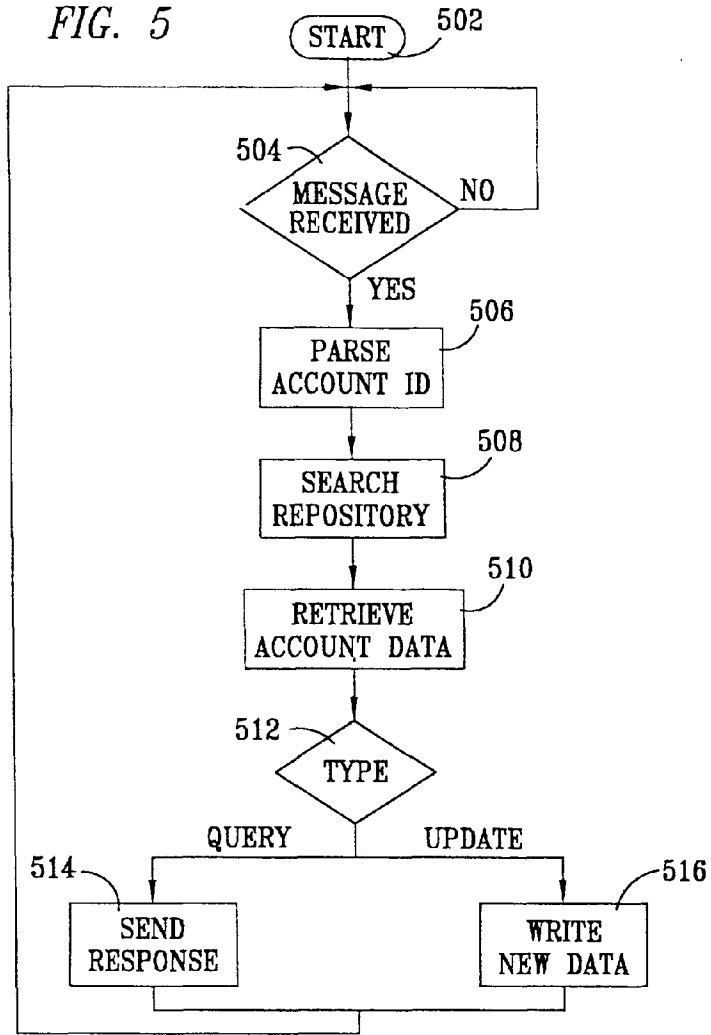 FIG. 5
START
502
504
MESSAGE
RECEIVED
NO
YES
506
PARSE
ACCOUNT ID
508
SEARCH
REPOSITORY
510
RETRIEVE
ACCOUNT DATA
512
TYPE
QUERY
UPDATE
514
SEND
RESPONSE
516
WRITE
NEW DATA